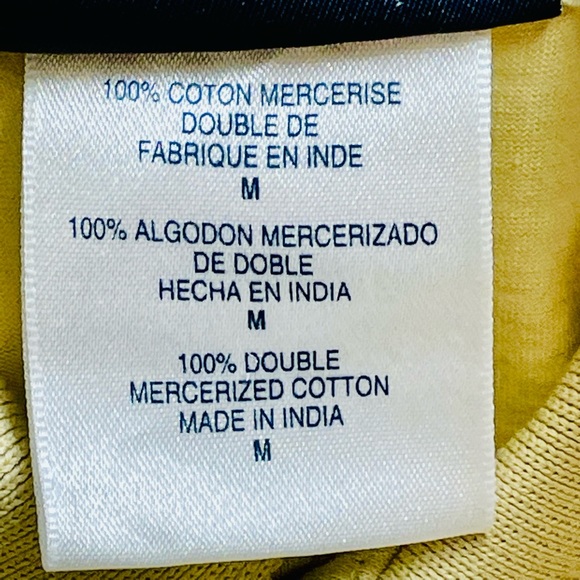 100% COTON MERCERISE
DOUBLE DE
FABRIQUE EN INDE
M
100% ALGODON MERCERIZADO
DE DOBLE
HECHA EN INDIA
M
100% DOUBLE
MERCERIZED COTTON
MADE IN INDIA
M